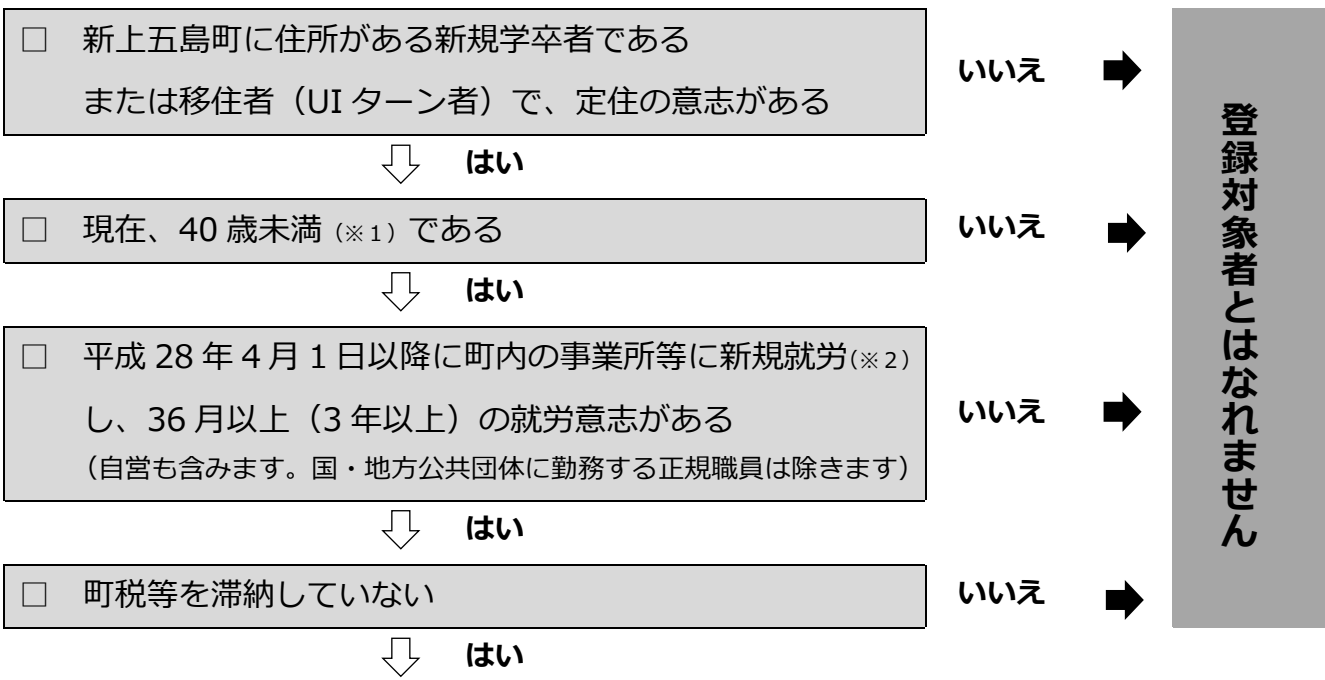 □ 新上五島町に住所がある新規学卒者である
または移住者（UI ターン者）で、定住の意志がある
いいえ
はい
□ 現在、40 歳未満（※1）である
いいえ
はい
□ 平成 28 年 4 月 1 日以降に町内の事業所等に新規就労（※2）
し、36 月以上（3 年以上）の就労意志がある
（自営も含みます。国・地方公共団体に勤務する正規職員は除きます）
いいえ
はい
□ 町税等を滞納していない
いいえ
はい
登録対象者とはなれません